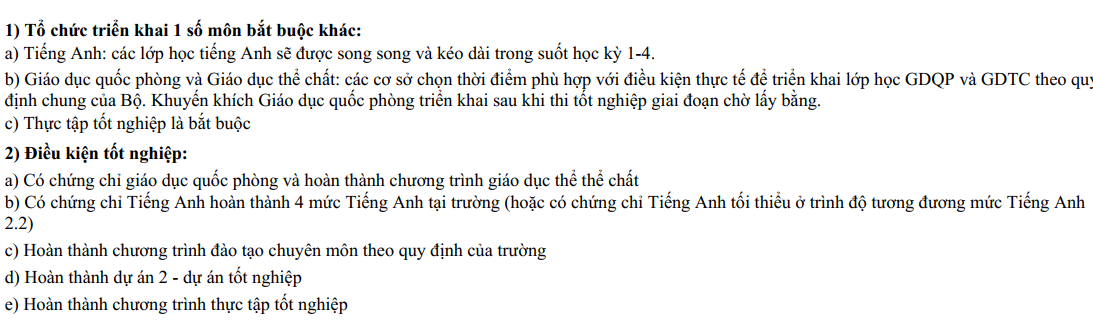 1) Tổ chức triển khai 1 số môn bắt buộc khác:
a) Tiếng Anh: các lớp học tiếng Anh sẽ được song song và kéo dài trong suốt học kỳ 1-4.
b) Giáo dục quốc phòng và Giáo dục thể chất: các cơ sở chọn thời điểm phù hợp với điều kiện thực tế để triển khai lớp học GDQP và GDTC theo quy
định chung của Bộ. Khuyến khích Giáo dục quốc phòng triển khai sau khi thi tốt nghiệp giai đoạn chờ lấy bằng.
c) Thực tập tốt nghiệp là bắt buộc
2) Điều kiện tốt nghiệp:
a) Có chứng chỉ giáo dục quốc phòng và hoàn thành chương trình giáo dục thể thể chất
b) Có chứng chỉ Tiếng Anh hoàn thành 4 mức Tiếng Anh tại trường (hoặc có chứng chỉ Tiếng Anh tối thiểu ở trình độ tương đương mức Tiếng Anh
2.2)
c) Hoàn thành chương trình đào tạo chuyên môn theo quy định của trường
d) Hoàn thành dự án 2 - dự án tốt nghiệp
e) Hoàn thành chương trình thực tập tốt nghiệp